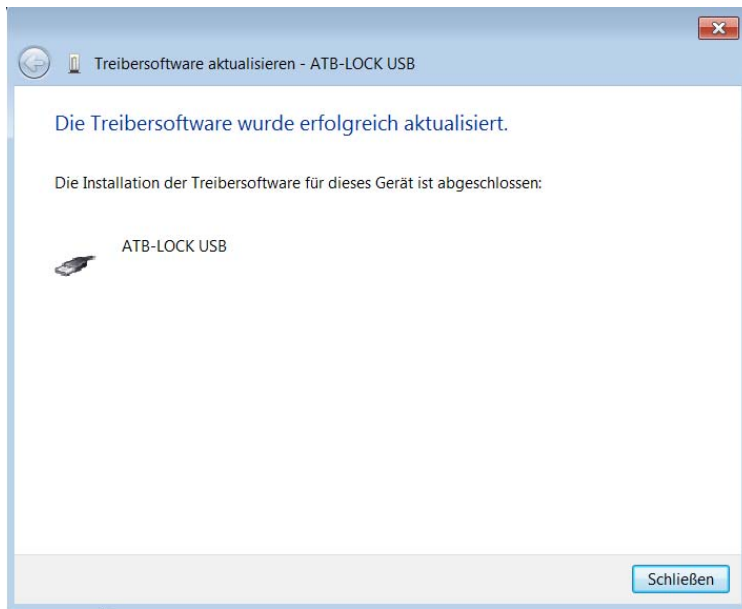 Treibersoftware aktualisieren - ATB-LOCK USB
Die Treibersoftware wurde erfolgreich aktualisiert.
Die Installation der Treibersoftware für dieses Gerät ist abgeschlossen:
ATB-LOCK USB
Schließen